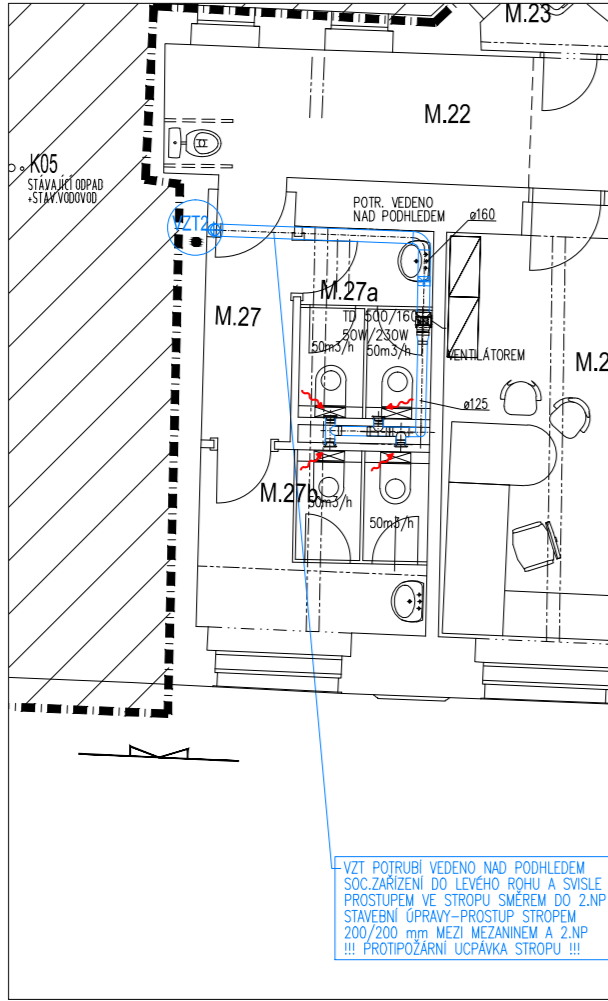 M.23
M.22
K05
STÁVAJÍCÍ ODPAD
+STAV.VODOVOD
POTR. VEDENO
NAD PODHLEDEM
ø160
VZT2
M.27a
M.27
TD 500/160
50W/230W
50m3/h
50m3/h
VENTILÁTOREM
M.2
ø125
M.27b
50m3/h
50m3/h
VZT POTRUBÍ VEDENO NAD PODHLEDEM
SOC.ZAŘÍZENÍ DO LEVÉHO ROHU A SVISLE
PROSTUPEM VE STROPU SMĚREM DO 2.NP
STAVEBNÍ ÚPRAVY-PROSTUP STROPEM
200/200 mm MEZI MEZANINEM A 2.NP
!!! PROTIPOŽÁRNÍ UCPÁVKA STROPU !!!